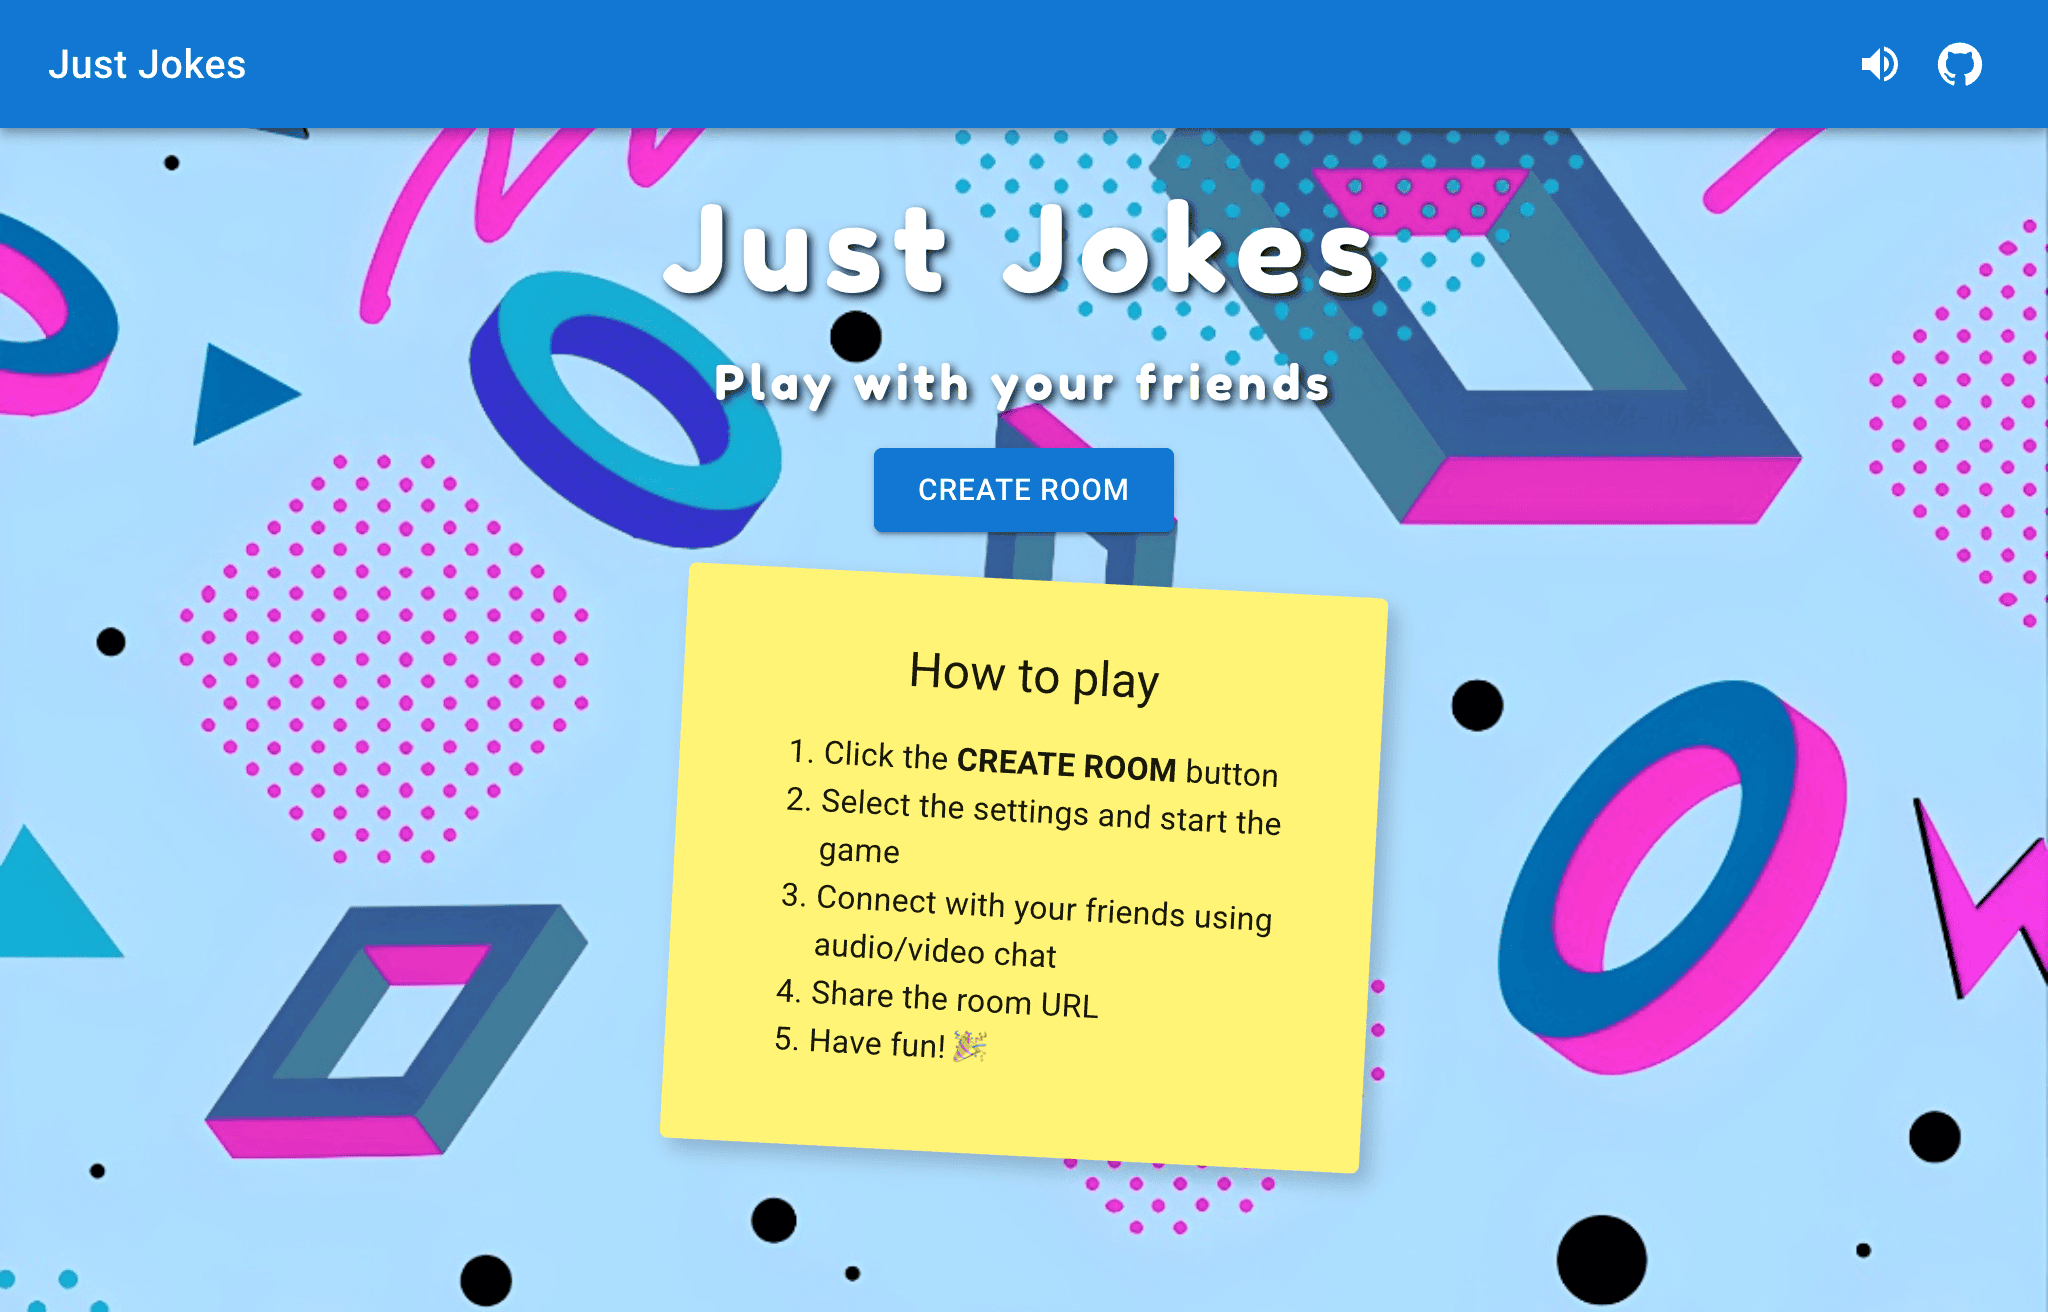 Just Jokes
Just Jokes
Play with your friends
CREATE ROOM
How to play
1. Click the CREATE ROOM button
2. Select the settings and start the
game
3. Connect with your friends using
audio/video chat
4. Share the room URL
5. Have fun! 🎉